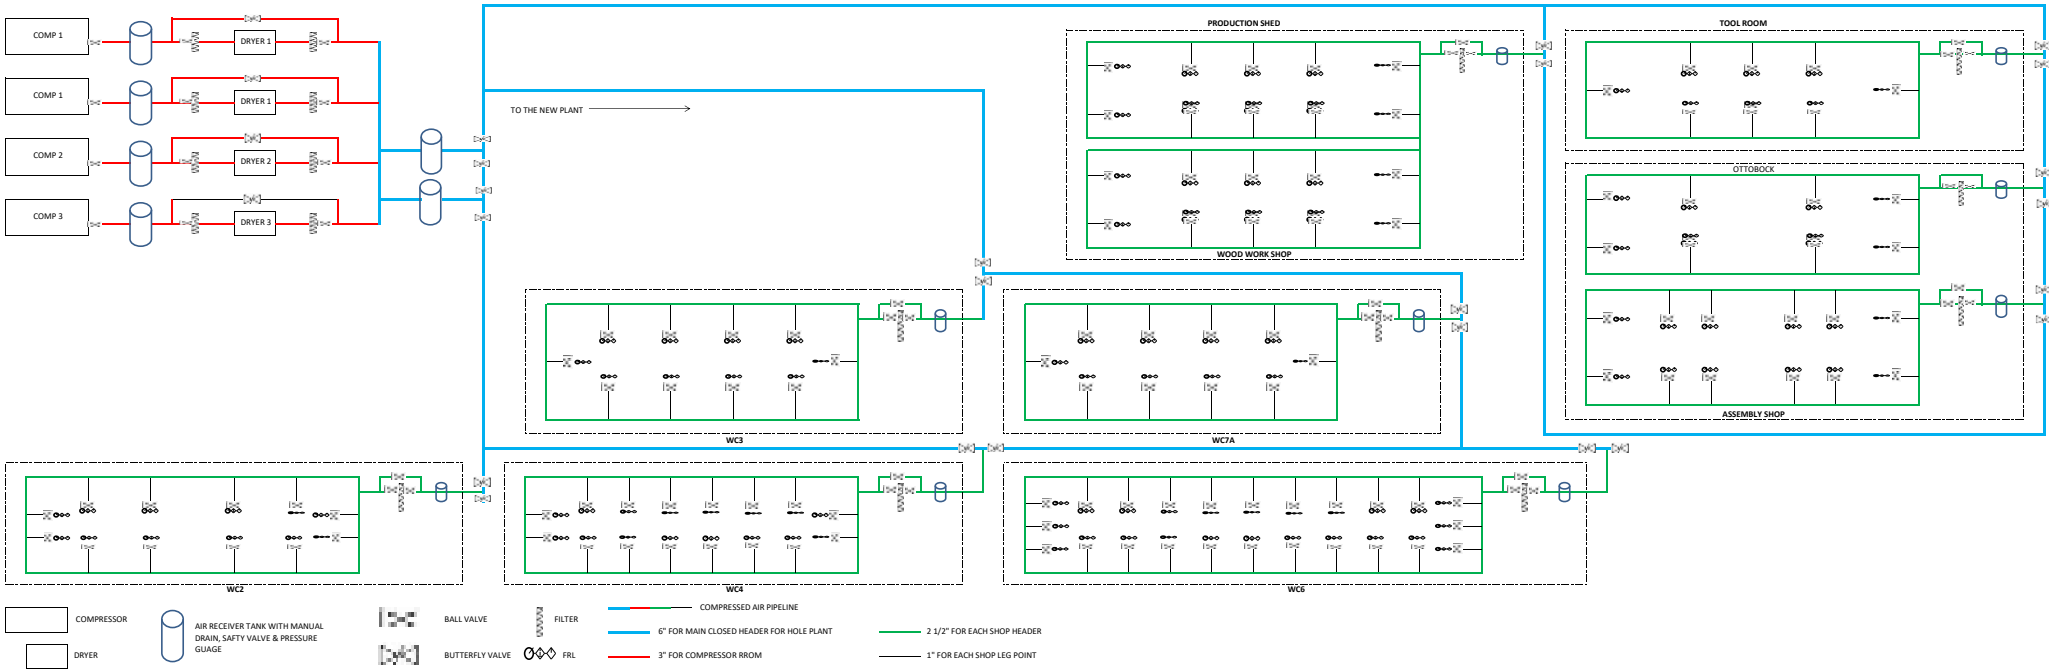 COMP 1
DRYER 1
COMP 1
DRYER 1
COMP 2
DRYER 2
COMP 3
DRYER 3
TO THE NEW PLANT
PRODUCTION SHED
WOOD WORK SHOP
TOOL ROOM
OTTOBOCK
ASSEMBLY SHOP
WC3
WC7A
WC2
WC4
WC6
COMPRESSOR
DRYER
AIR RECEIVER TANK WITH MANUAL
DRAIN, SAFTY VALVE & PRESSURE
GUAGE
BALL VALVE
BUTTERFLY VALVE
FILTER
FRL
COMPRESSED AIR PIPELINE
6" FOR MAIN CLOSED HEADER FOR HOLE PLANT
3" FOR COMPRESSOR RROM
2 1/2" FOR EACH SHOP HEADER
1" FOR EACH SHOP LEG POINT